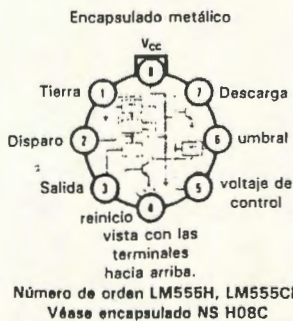 Encapsulado metálico
Vcc
8
Tierra 1 7 Descarga
Disparo 2 6 umbral
Salida 3 5 voltaje de control
4
reinicio
vista con las
terminales
hacia arriba.
Número de orden LM555H, LM555CH
Véase encapsulado NS H08C